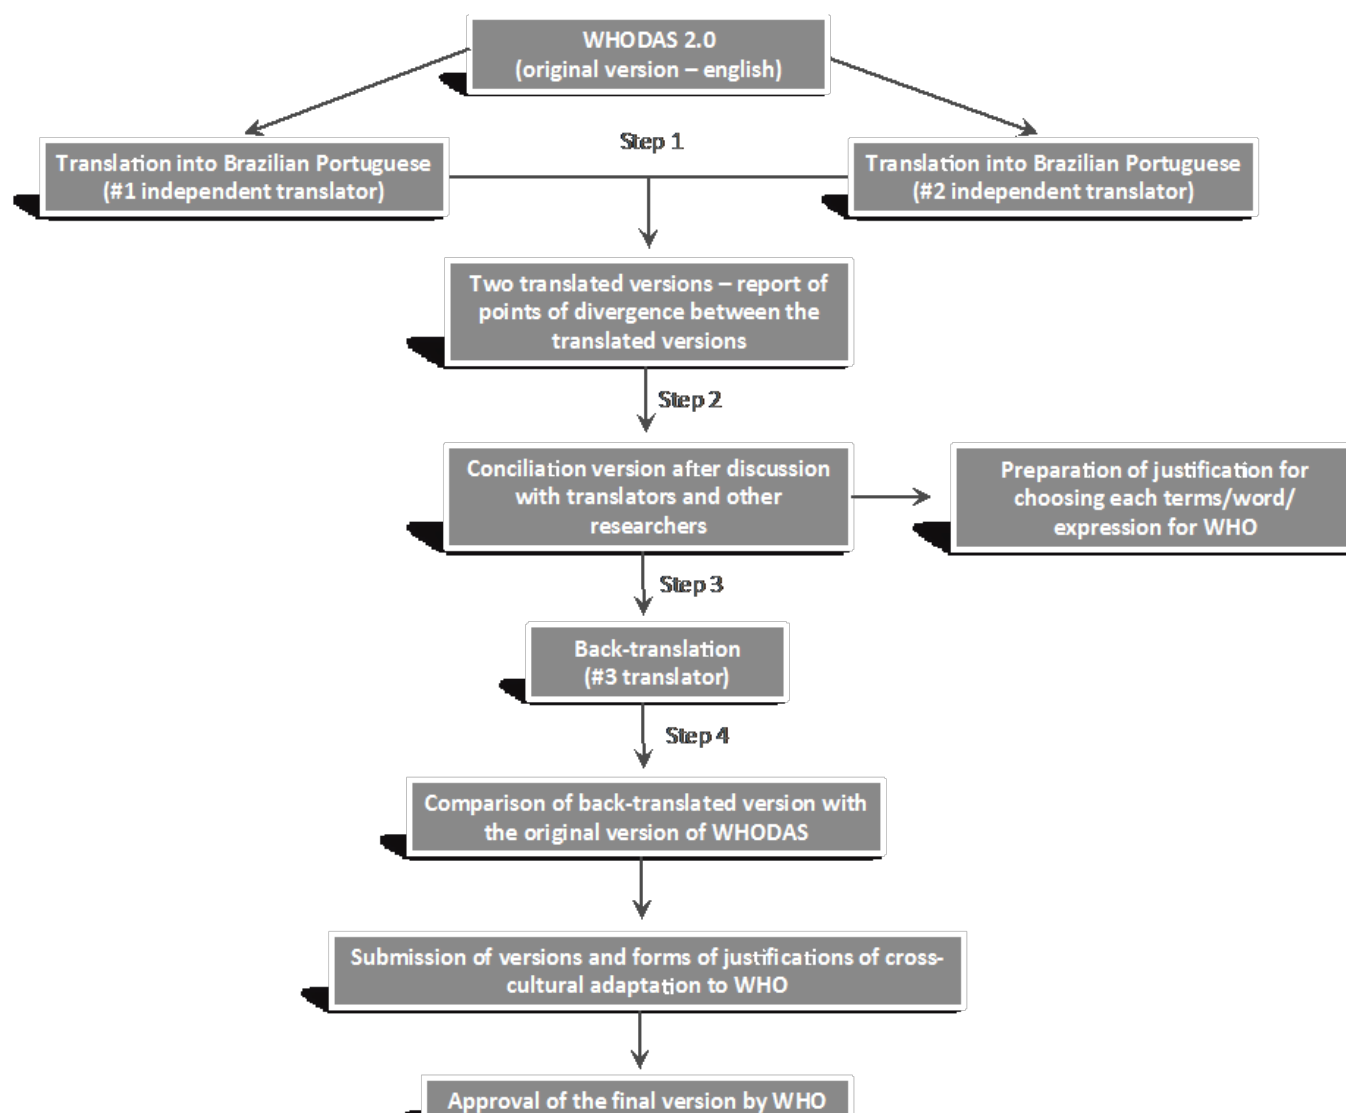 WHODAS 2.0
(original version – english)
Step 1
Translation into Brazilian Portuguese
(#1 independent translator)
Translation into Brazilian Portuguese
(#2 independent translator)
Two translated versions – report of
points of divergence between the
translated versions
Step 2
Conciliation version after discussion
with translators and other
researchers
Preparation of justification for
choosing each terms/word/
expression for WHO
Step 3
Back-translation
(#3 translator)
Step 4
Comparison of back-translated version with
the original version of WHODAS
Submission of versions and forms of justifications of cross-
cultural adaptation to WHO
Approval of the final version by WHO